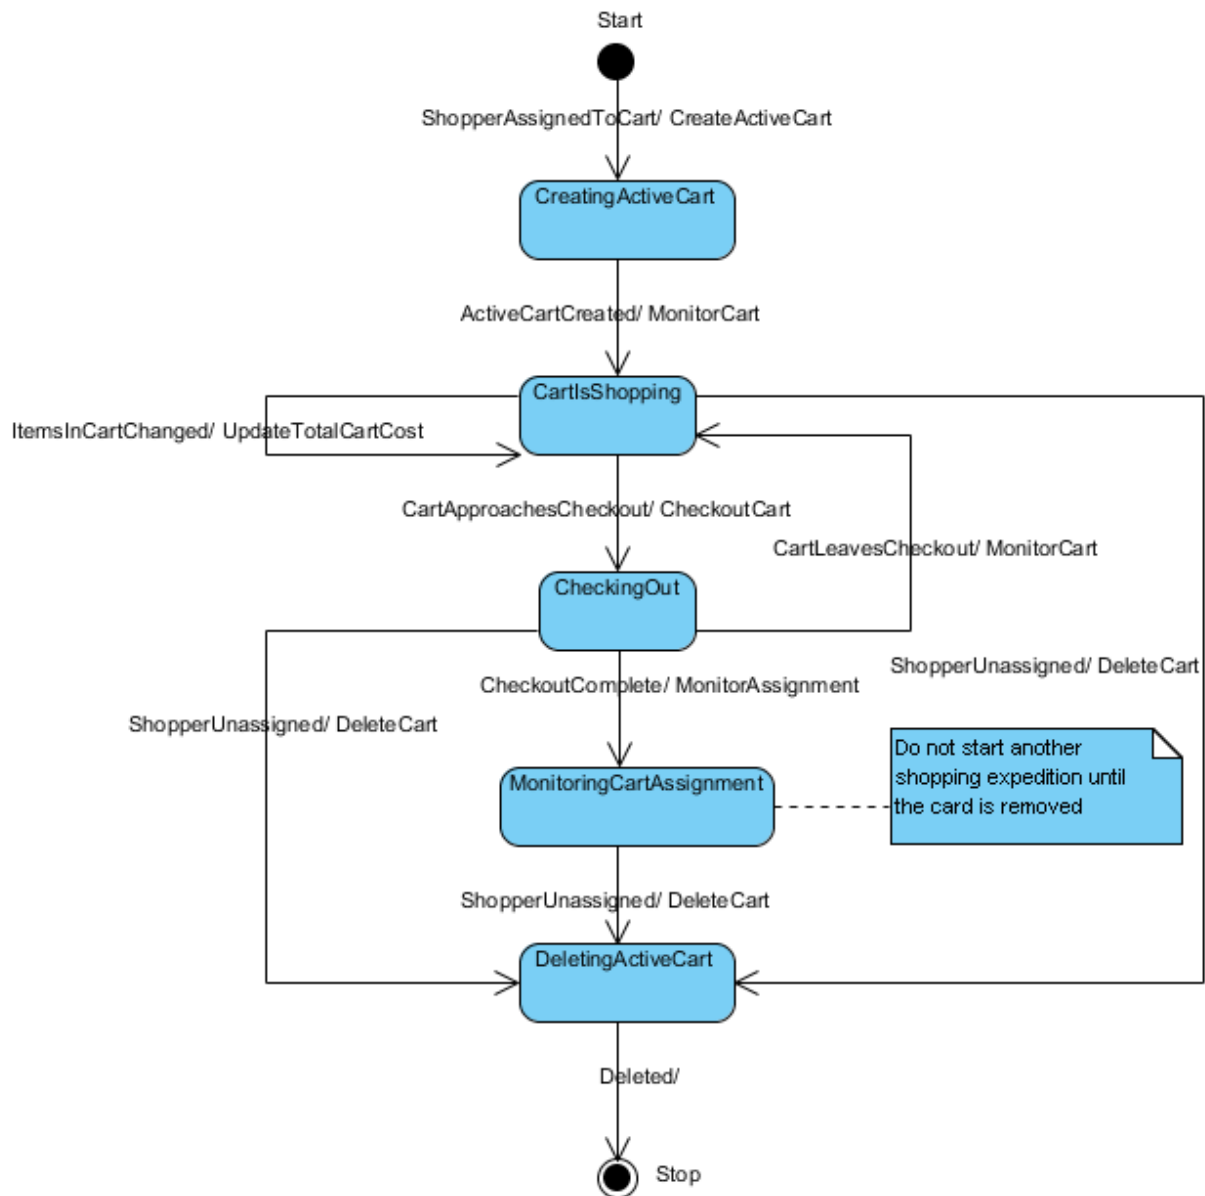 Start
ShopperAssignedToCart/ CreateActiveCart
CreatingActiveCart
ActiveCartCreated/ MonitorCart
CartIsShopping
ItemsInCartChanged/ UpdateTotalCartCost
CartApproachesCheckout/ CheckoutCart
CartLeavesCheckout/ MonitorCart
CheckingOut
ShopperUnassigned/ DeleteCart
CheckoutComplete/ MonitorAssignment
ShopperUnassigned/ DeleteCart
Do not start another
shopping expedition until
the card is removed
MonitoringCartAssignment
ShopperUnassigned/ DeleteCart
DeletingActiveCart
Deleted/
Stop